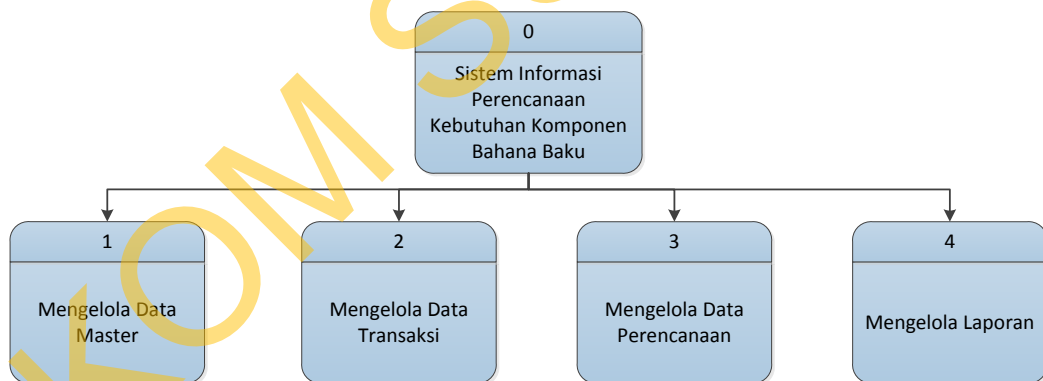 0
Sistem Informasi
Perencanaan
Kebutuhan Komponen
Bahana Baku
1
Mengelola Data
Master
2
Mengelola Data
Transaksi
3
Mengelola Data
Perencanaan
4
Mengelola Laporan
KOM S